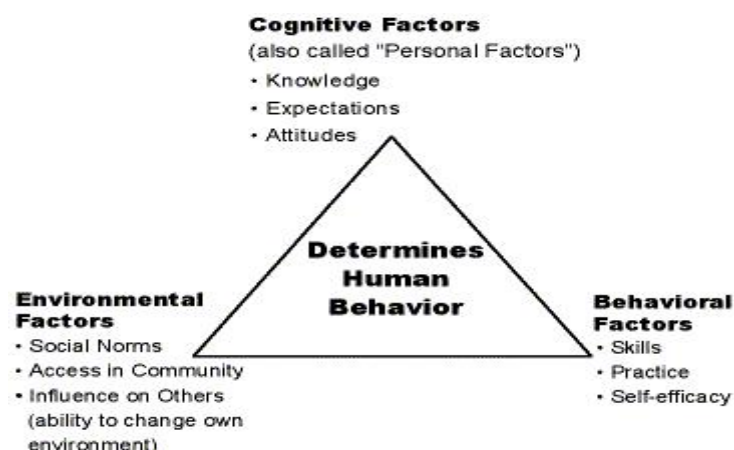 Cognitive Factors
(also called "Personal Factors")
• Knowledge
• Expectations
• Attitudes
Determines
Human
Behavior
Environmental
Factors
• Social Norms
• Access in Community
• Influence on Others
(ability to change own
environment)
Behavioral
Factors
• Skills
• Practice
• Self-efficacy